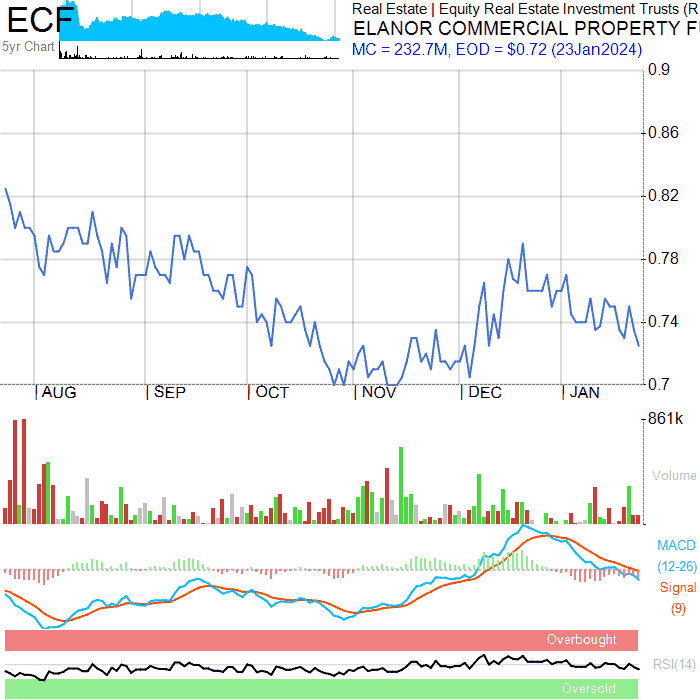 ECF
5yr Chart
Real Estate | Equity Real Estate Investment Trusts (R
ELANOR COMMERCIAL PROPERTY F
MC = 232.7M, EOD = $0.72 (23Jan2024)
0.9
0.86
0.82
0.78
0.74
0.7
AUG SEP OCT NOV DEC JAN
861k
Volume
MACD
(12-26)
Signal
(9)
Overbought
RSI(14)
Oversold